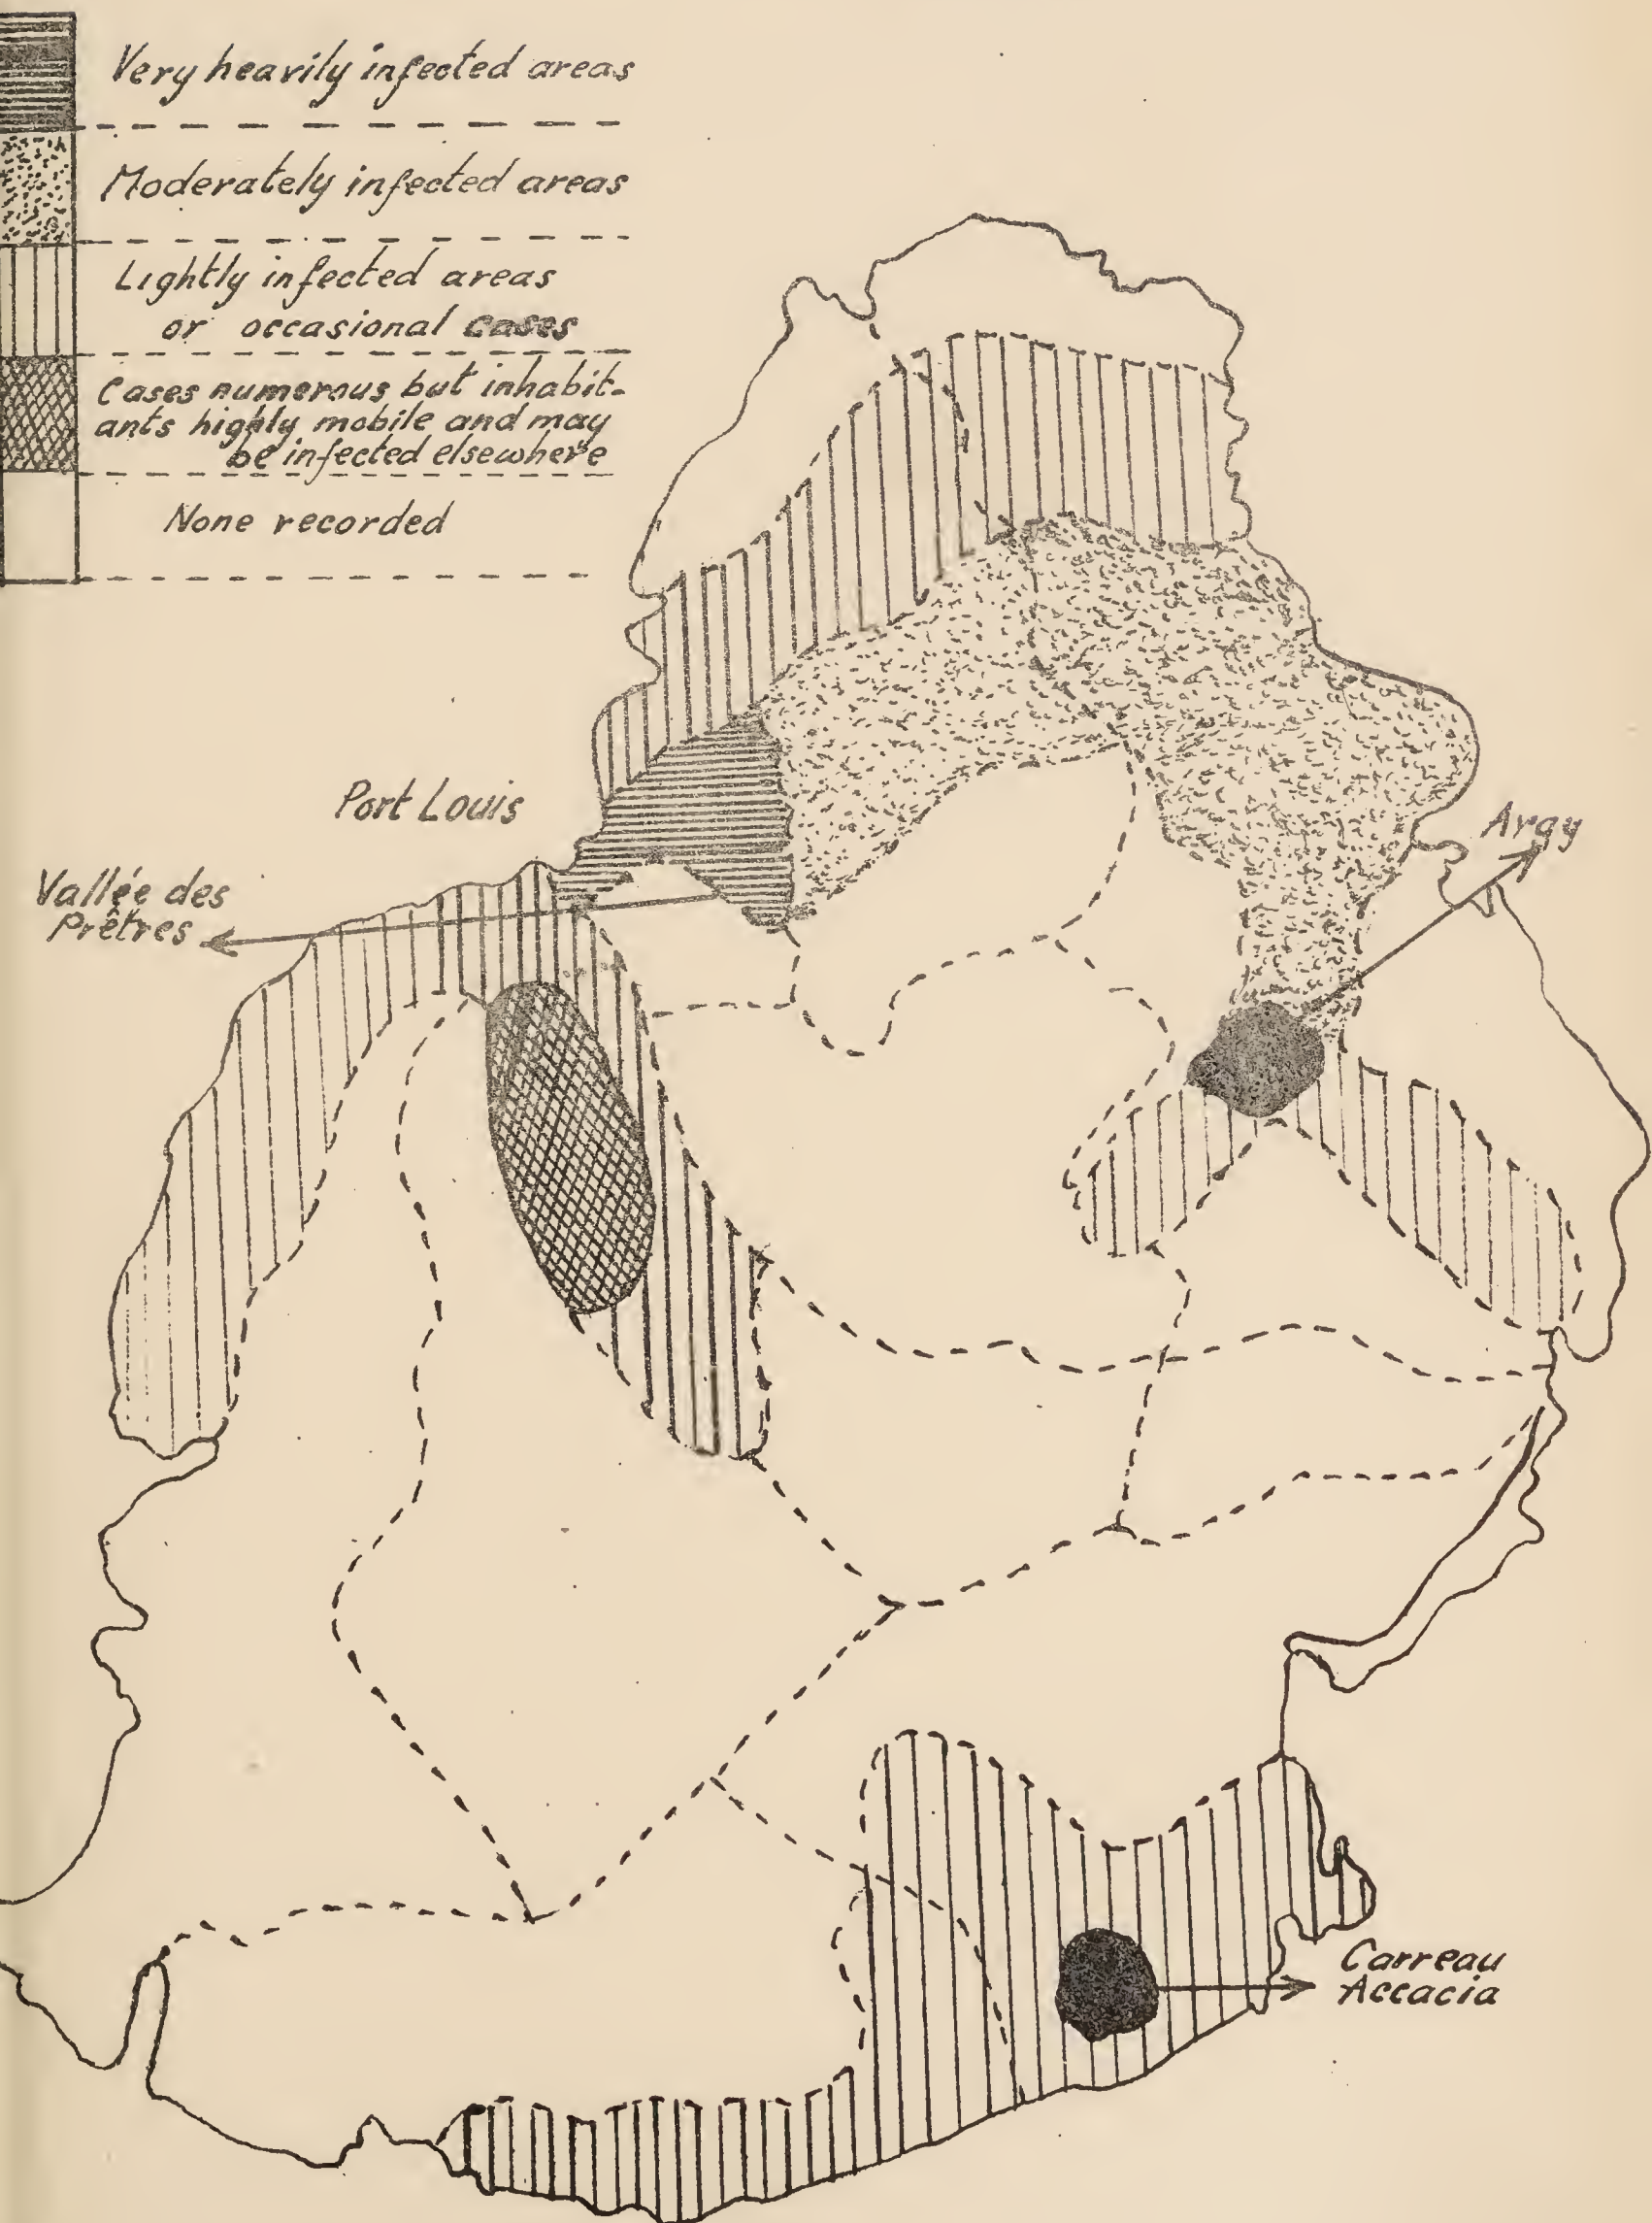 Very heavily infected areas
Moderately infected areas
Lightly infected areas
or occasional cases
Cases numerous but inhabit-
ants highly mobile and may
be infected elsewhere
None recorded
Port Louis
Vallée des
Prêtres
Argy
Carreau
Accacia